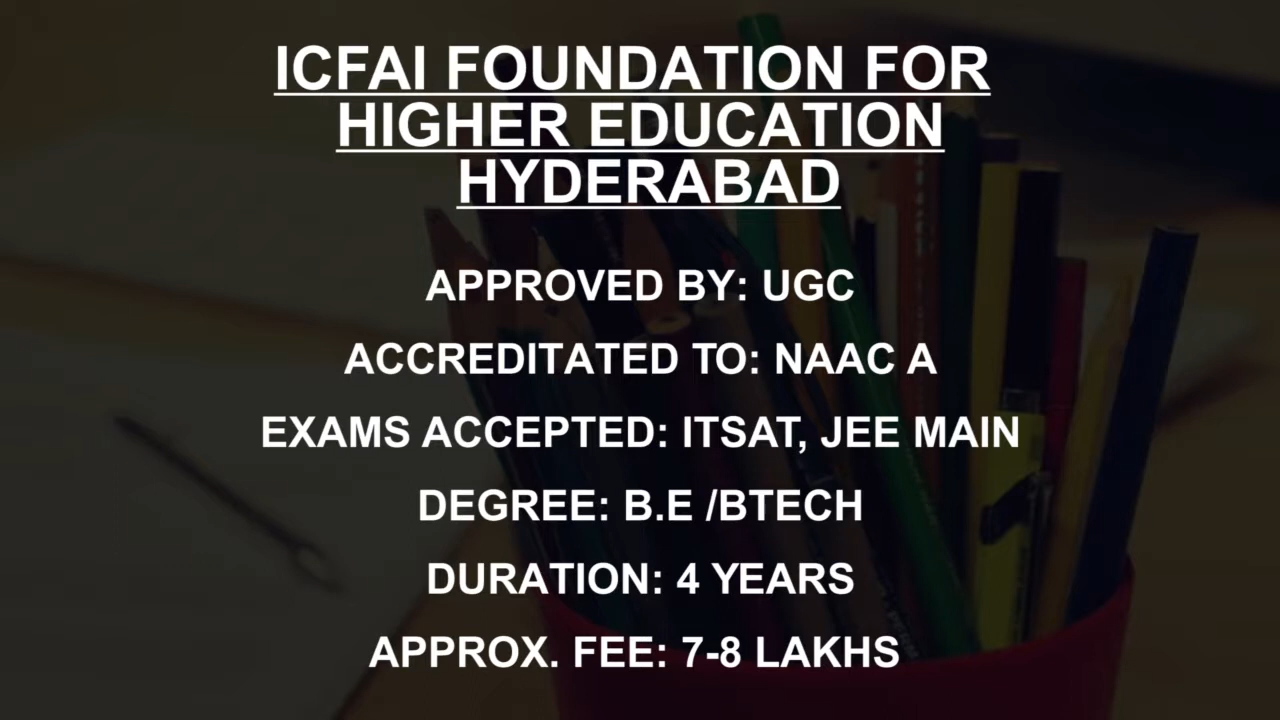 ICFAI FOUNDATION FOR
HIGHER EDUCATION
HYDERABAD
APPROVED BY: UGC
ACCREDITATED TO: NAAC A
EXAMS ACCEPTED: ITSAT, JEE MAIN
DEGREE: B.E /BTECH
DURATION: 4 YEARS
APPROX. FEE: 7-8 LAKHS